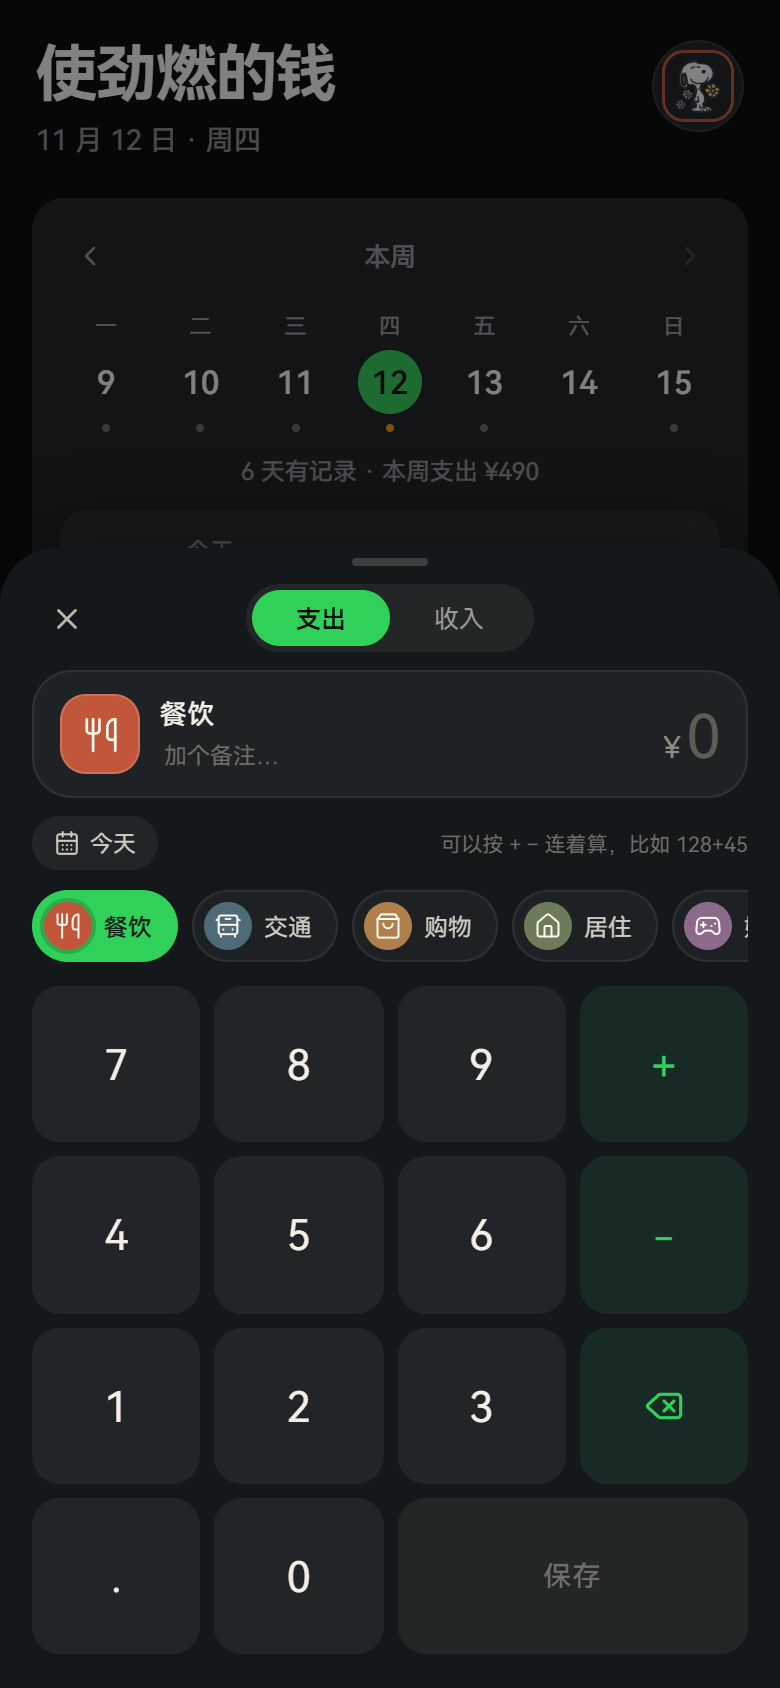 使劲燃的钱
11 月 12 日 · 周四
本周
一 二 三 四 五 六 日
9 10 11 12 13 14 15
6 天有记录 · 本周支出 ¥490
今天
支出 收入
餐饮
加个备注...
¥0
今天
可以按 + − 连着算，比如 128+45
餐饮 交通 购物 居住
7 8 9 +
4 5 6 −
1 2 3
. 0 保存